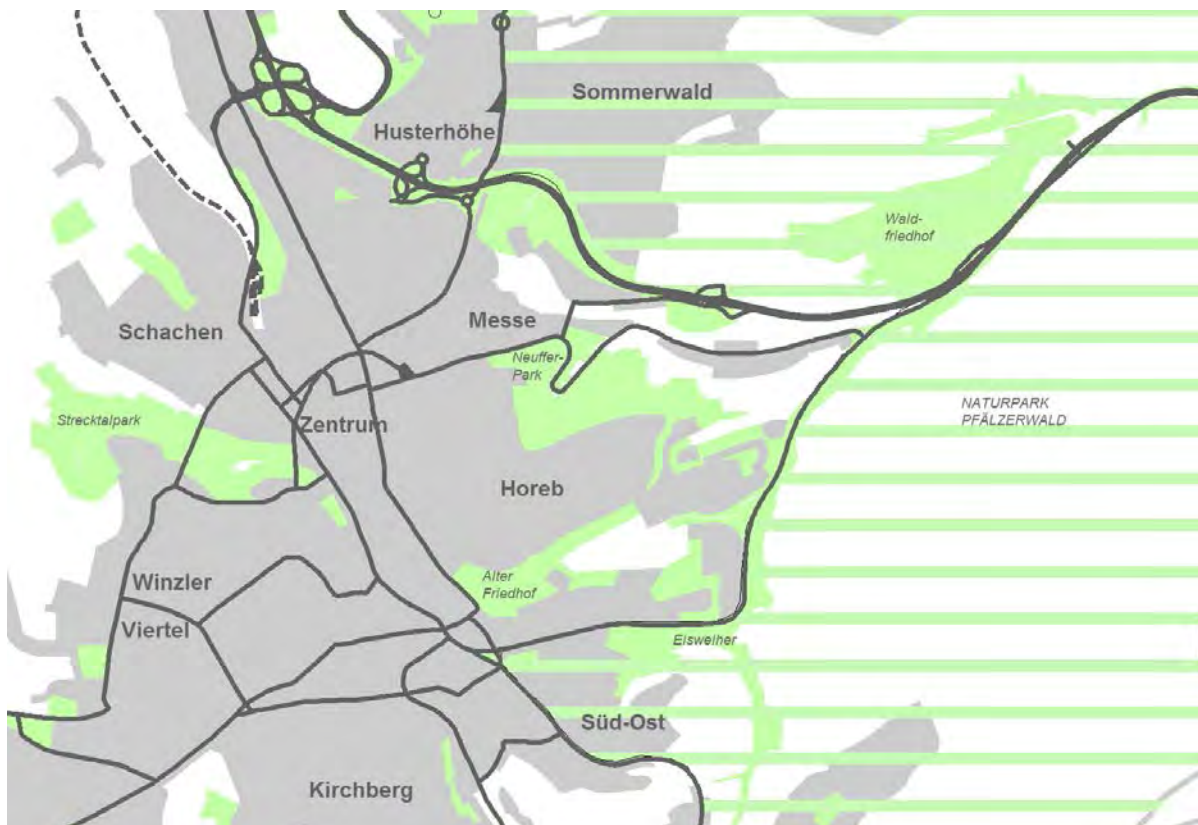 Sommerwald
Husterhöhe
Wald-
friedhof
Schachen
Messe
Neuffer-
Park
Strecktalpark
Zentrum
NATURPARK
PFÄLZERWALD
Horeb
Winzler
Viertel
Alter
Friedhof
Eisweiher
Süd-Ost
Kirchberg